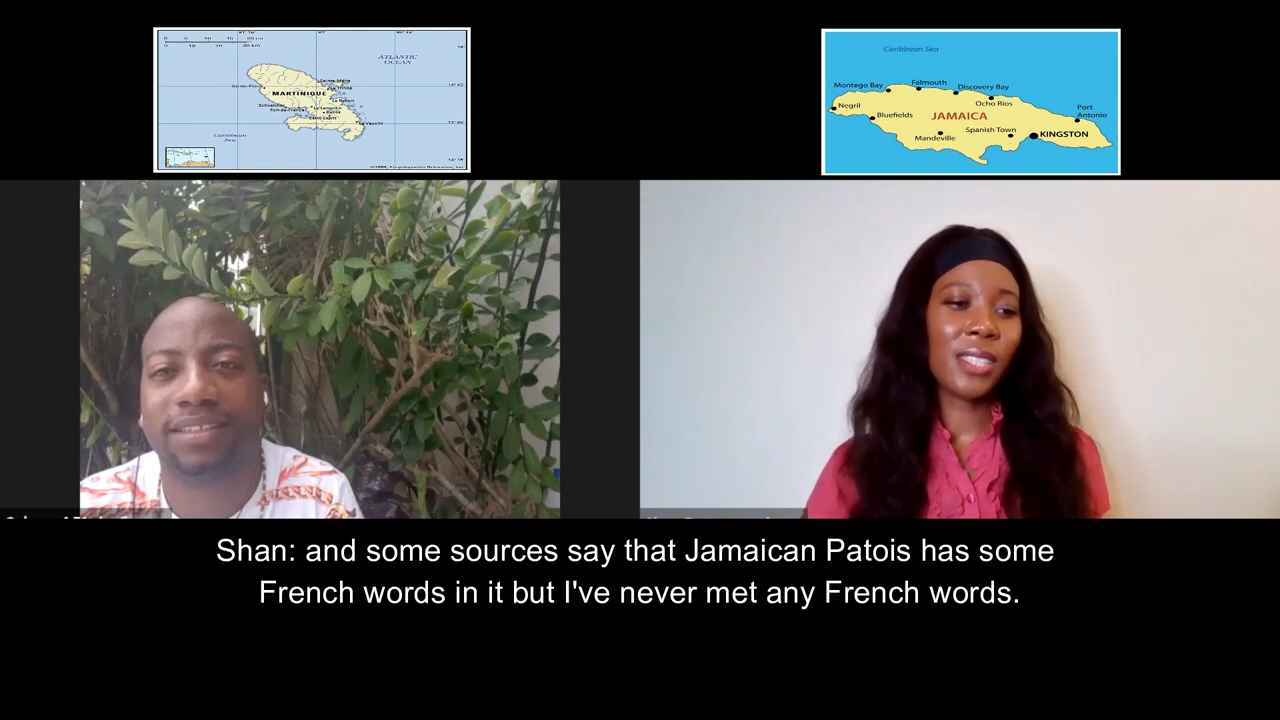 ATLANTIC
OCEAN
MARTINIQUE
Caribbean
Sea
Caribbean Sea
Montego Bay
Falmouth
Discovery Bay
Ocho Rios
Negril
Bluefields
JAMAICA
Port
Antonio
Spanish Town
Mandeville
KINGSTON
Shan: and some sources say that Jamaican Patois has some
French words in it but I've never met any French words.